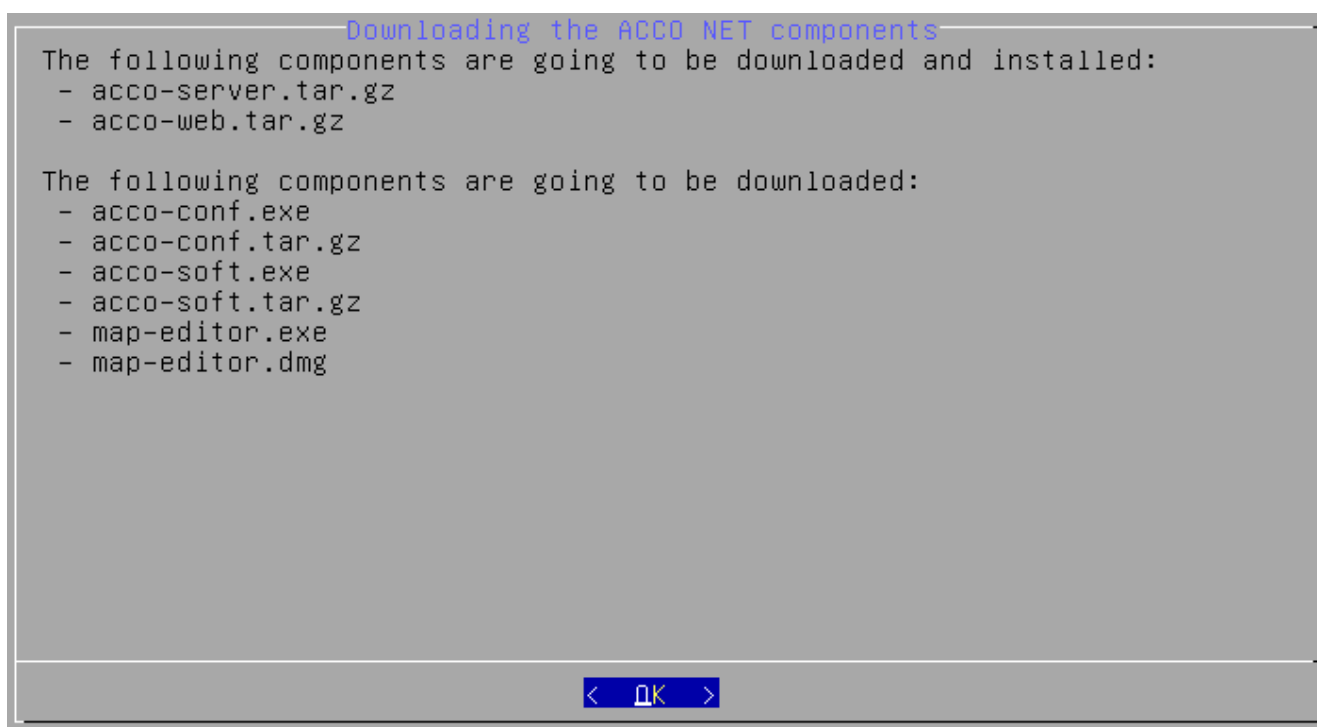 Downloading the ACCO NET components
The following components are going to be downloaded and installed:
- acco-server.tar.gz
- acco-web.tar.gz
The following components are going to be downloaded:
- acco-conf.exe
- acco-conf.tar.gz
- acco-soft.exe
- acco-soft.tar.gz
- map-editor.exe
- map-editor.dmg
< OK >